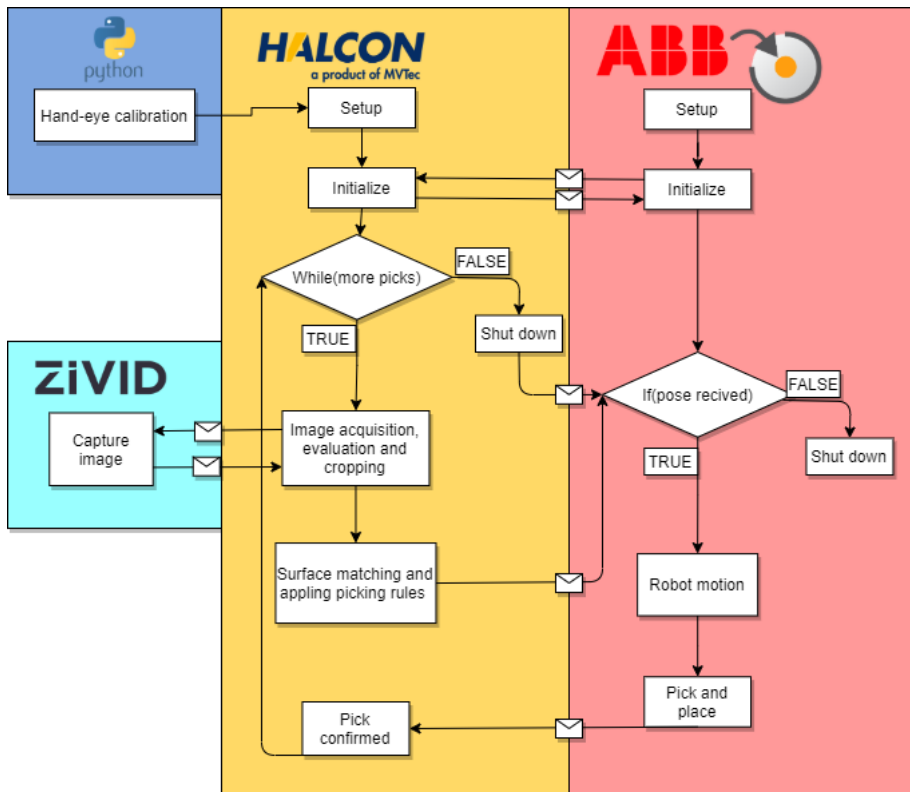 python
Hand-eye calibration
HALCON
a product of MVTec
Setup
Initialize
While(more picks)
FALSE
Shut down
TRUE
ZiVID
Capture
image
Image acquisition,
evaluation and
cropping
Surface matching and
appling picking rules
Pick
confirmed
ABB
Setup
Initialize
If(pose recived)
FALSE
Shut down
TRUE
Robot motion
Pick and
place